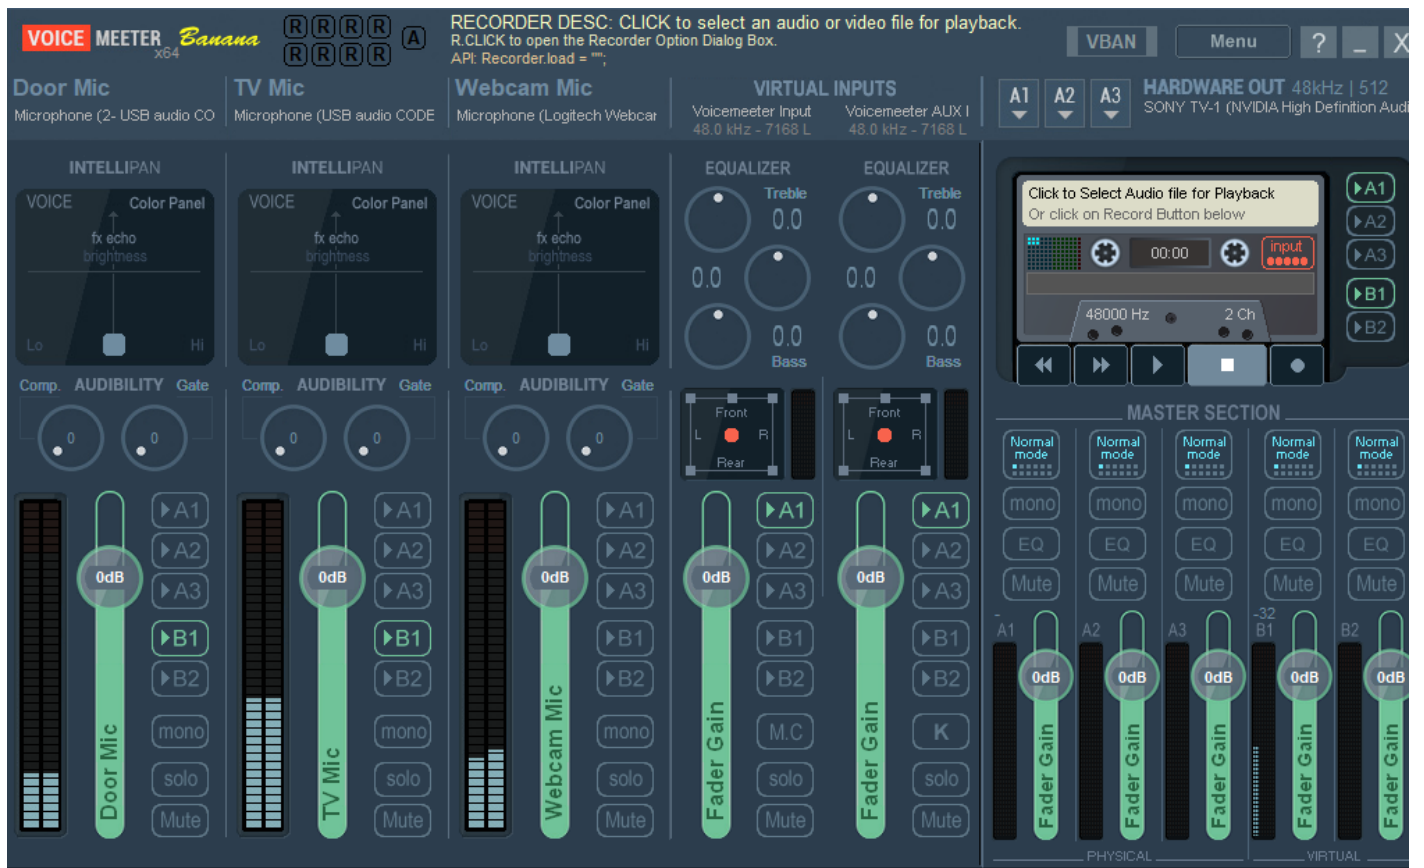 VOICE MEETER Banana
x64
R R R R
R R R R
A
RECORDER DESC: CLICK to select an audio or video file for playback.
R.CLICK to open the Recorder Option Dialog Box.
API: Recorder.load = "";
VBAN
Menu
?
_
X
Door Mic
Microphone (2- USB audio CO
TV Mic
Microphone (USB audio CODE
Webcam Mic
Microphone (Logitech Webcar
VIRTUAL INPUTS
Voicemeeter Input
48.0 kHz - 7168 L
Voicemeeter AUX I
48.0 kHz - 7168 L
A1
A2
A3
HARDWARE OUT 48kHz | 512
SONY TV-1 (NVIDIA High Definition Audi
INTELLIPAN
VOICE
Color Panel
fx echo
brightness
Lo
Hi
INTELLIPAN
VOICE
Color Panel
fx echo
brightness
Lo
Hi
INTELLIPAN
VOICE
Color Panel
fx echo
brightness
Lo
Hi
EQUALIZER
Treble
0.0
0.0
0.0
Bass
EQUALIZER
Treble
0.0
0.0
0.0
Bass
Click to Select Audio file for Playback
Or click on Record Button below
00:00
input
48000 Hz
2 Ch
A1
A2
A3
B1
B2
Comp. AUDIBILITY Gate
0
0
Comp. AUDIBILITY Gate
0
0
Comp. AUDIBILITY Gate
0
0
Front
L
R
Rear
Front
L
R
Rear
MASTER SECTION
Normal mode
Normal mode
Normal mode
Normal mode
Normal mode
mono
mono
mono
mono
mono
EQ
EQ
EQ
EQ
EQ
Mute
Mute
Mute
Mute
Mute
0dB
Door Mic
A1
A2
A3
B1
B2
mono
solo
Mute
0dB
TV Mic
A1
A2
A3
B1
B2
mono
solo
Mute
0dB
Webcam Mic
A1
A2
A3
B1
B2
mono
solo
Mute
0dB
Fader Gain
A1
A2
A3
B1
B2
M.C
solo
Mute
0dB
Fader Gain
A1
A2
A3
B1
B2
K
solo
Mute
-
A1
0dB
Fader Gain
A2
0dB
Fader Gain
A3
0dB
Fader Gain
-32
B1
0dB
Fader Gain
B2
0dB
Fader Gain
PHYSICAL
VIRTUAL